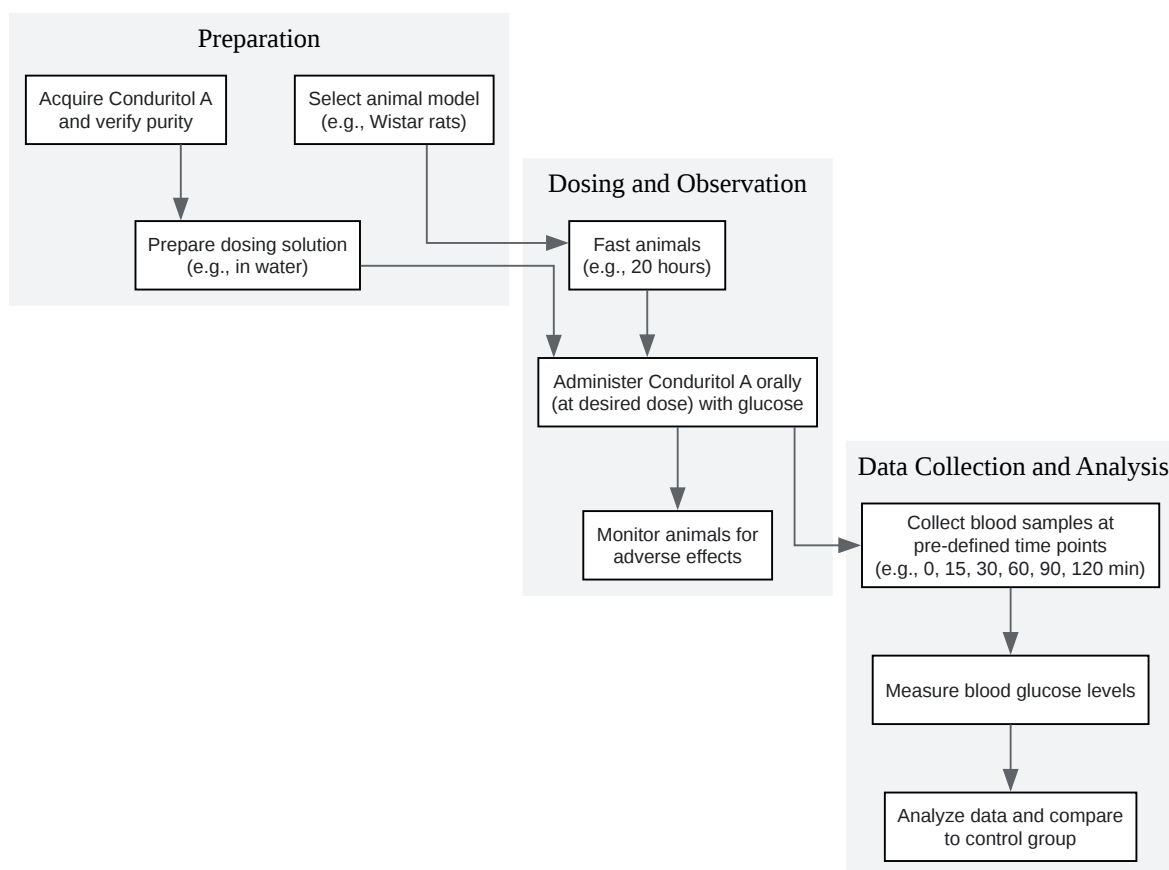 Preparation
Acquire Conduritol A
and verify purity
Select animal model
(e.g., Wistar rats)
Prepare dosing solution
(e.g., in water)
Dosing and Observation
Fast animals
(e.g., 20 hours)
Administer Conduritol A orally
(at desired dose) with glucose
Monitor animals for
adverse effects
Data Collection and Analysis
Collect blood samples at
pre-defined time points
(e.g., 0, 15, 30, 60, 90, 120 min)
Measure blood glucose levels
Analyze data and compare
to control group